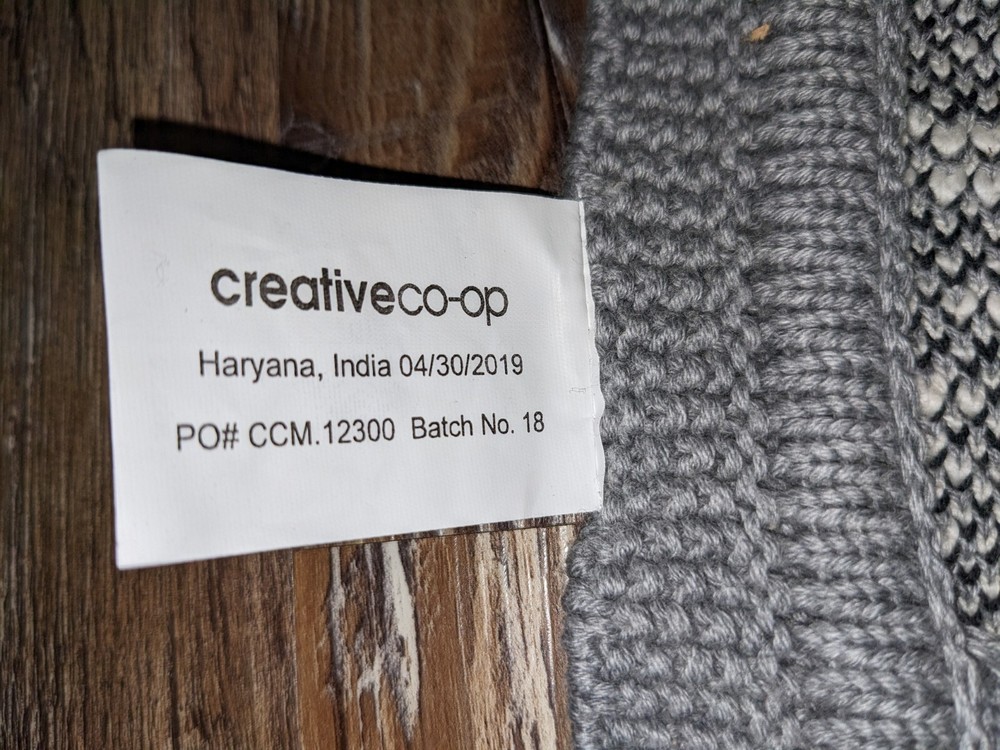 creativeco-op
Haryana, India 04/30/2019
PO# CCM.12300 Batch No. 18